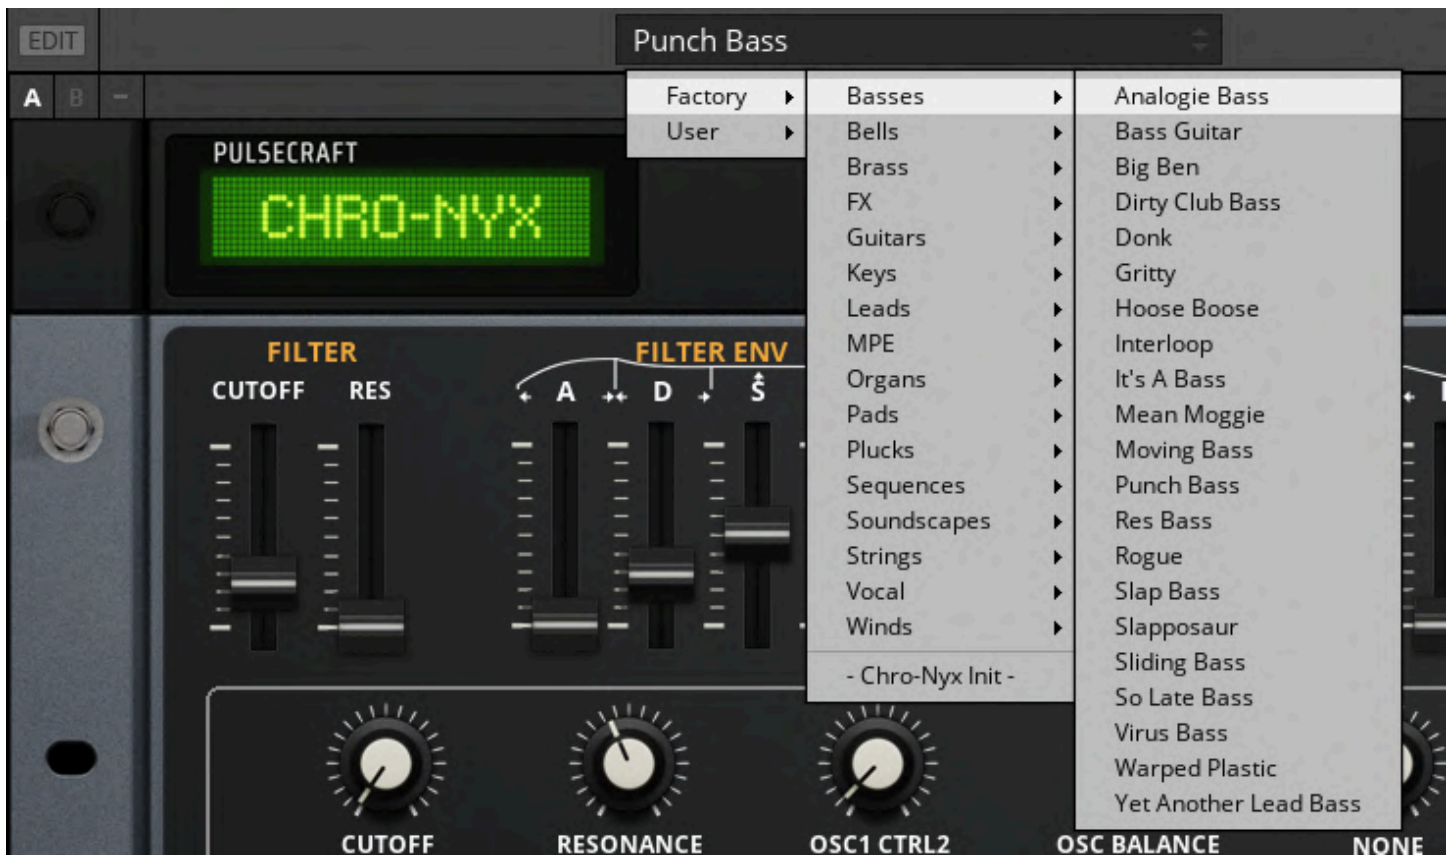 EDIT
Punch Bass
A B -
Factory
User
Basses
Bells
Brass
FX
Guitars
Keys
Leads
MPE
Organs
Pads
Plucks
Sequences
Soundscapes
Strings
Vocal
Winds
- Chro-Nyx Init -
Analogie Bass
Bass Guitar
Big Ben
Dirty Club Bass
Donk
Gritty
Hoose Boose
Interloop
It's A Bass
Mean Moggie
Moving Bass
Punch Bass
Res Bass
Rogue
Slap Bass
Slapposaur
Sliding Bass
So Late Bass
Virus Bass
Warped Plastic
Yet Another Lead Bass
PULSECRAFT
CHRO-NYX
FILTER
CUTOFF RES
FILTER ENV
A D S
CUTOFF
RESONANCE
OSC1 CTRL2
OSC BALANCE
NONE